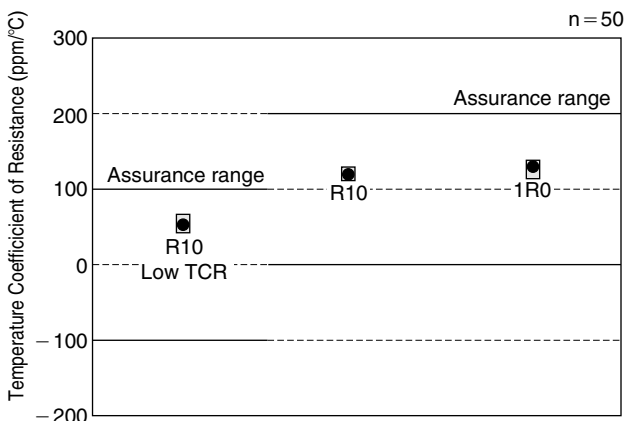 n=50
Temperature Coefficicient of Resistance (ppm/°C)
300
200
100
0
−100
−200
Assurance range
Assurance range
R10
Low TCR
R10
1R0